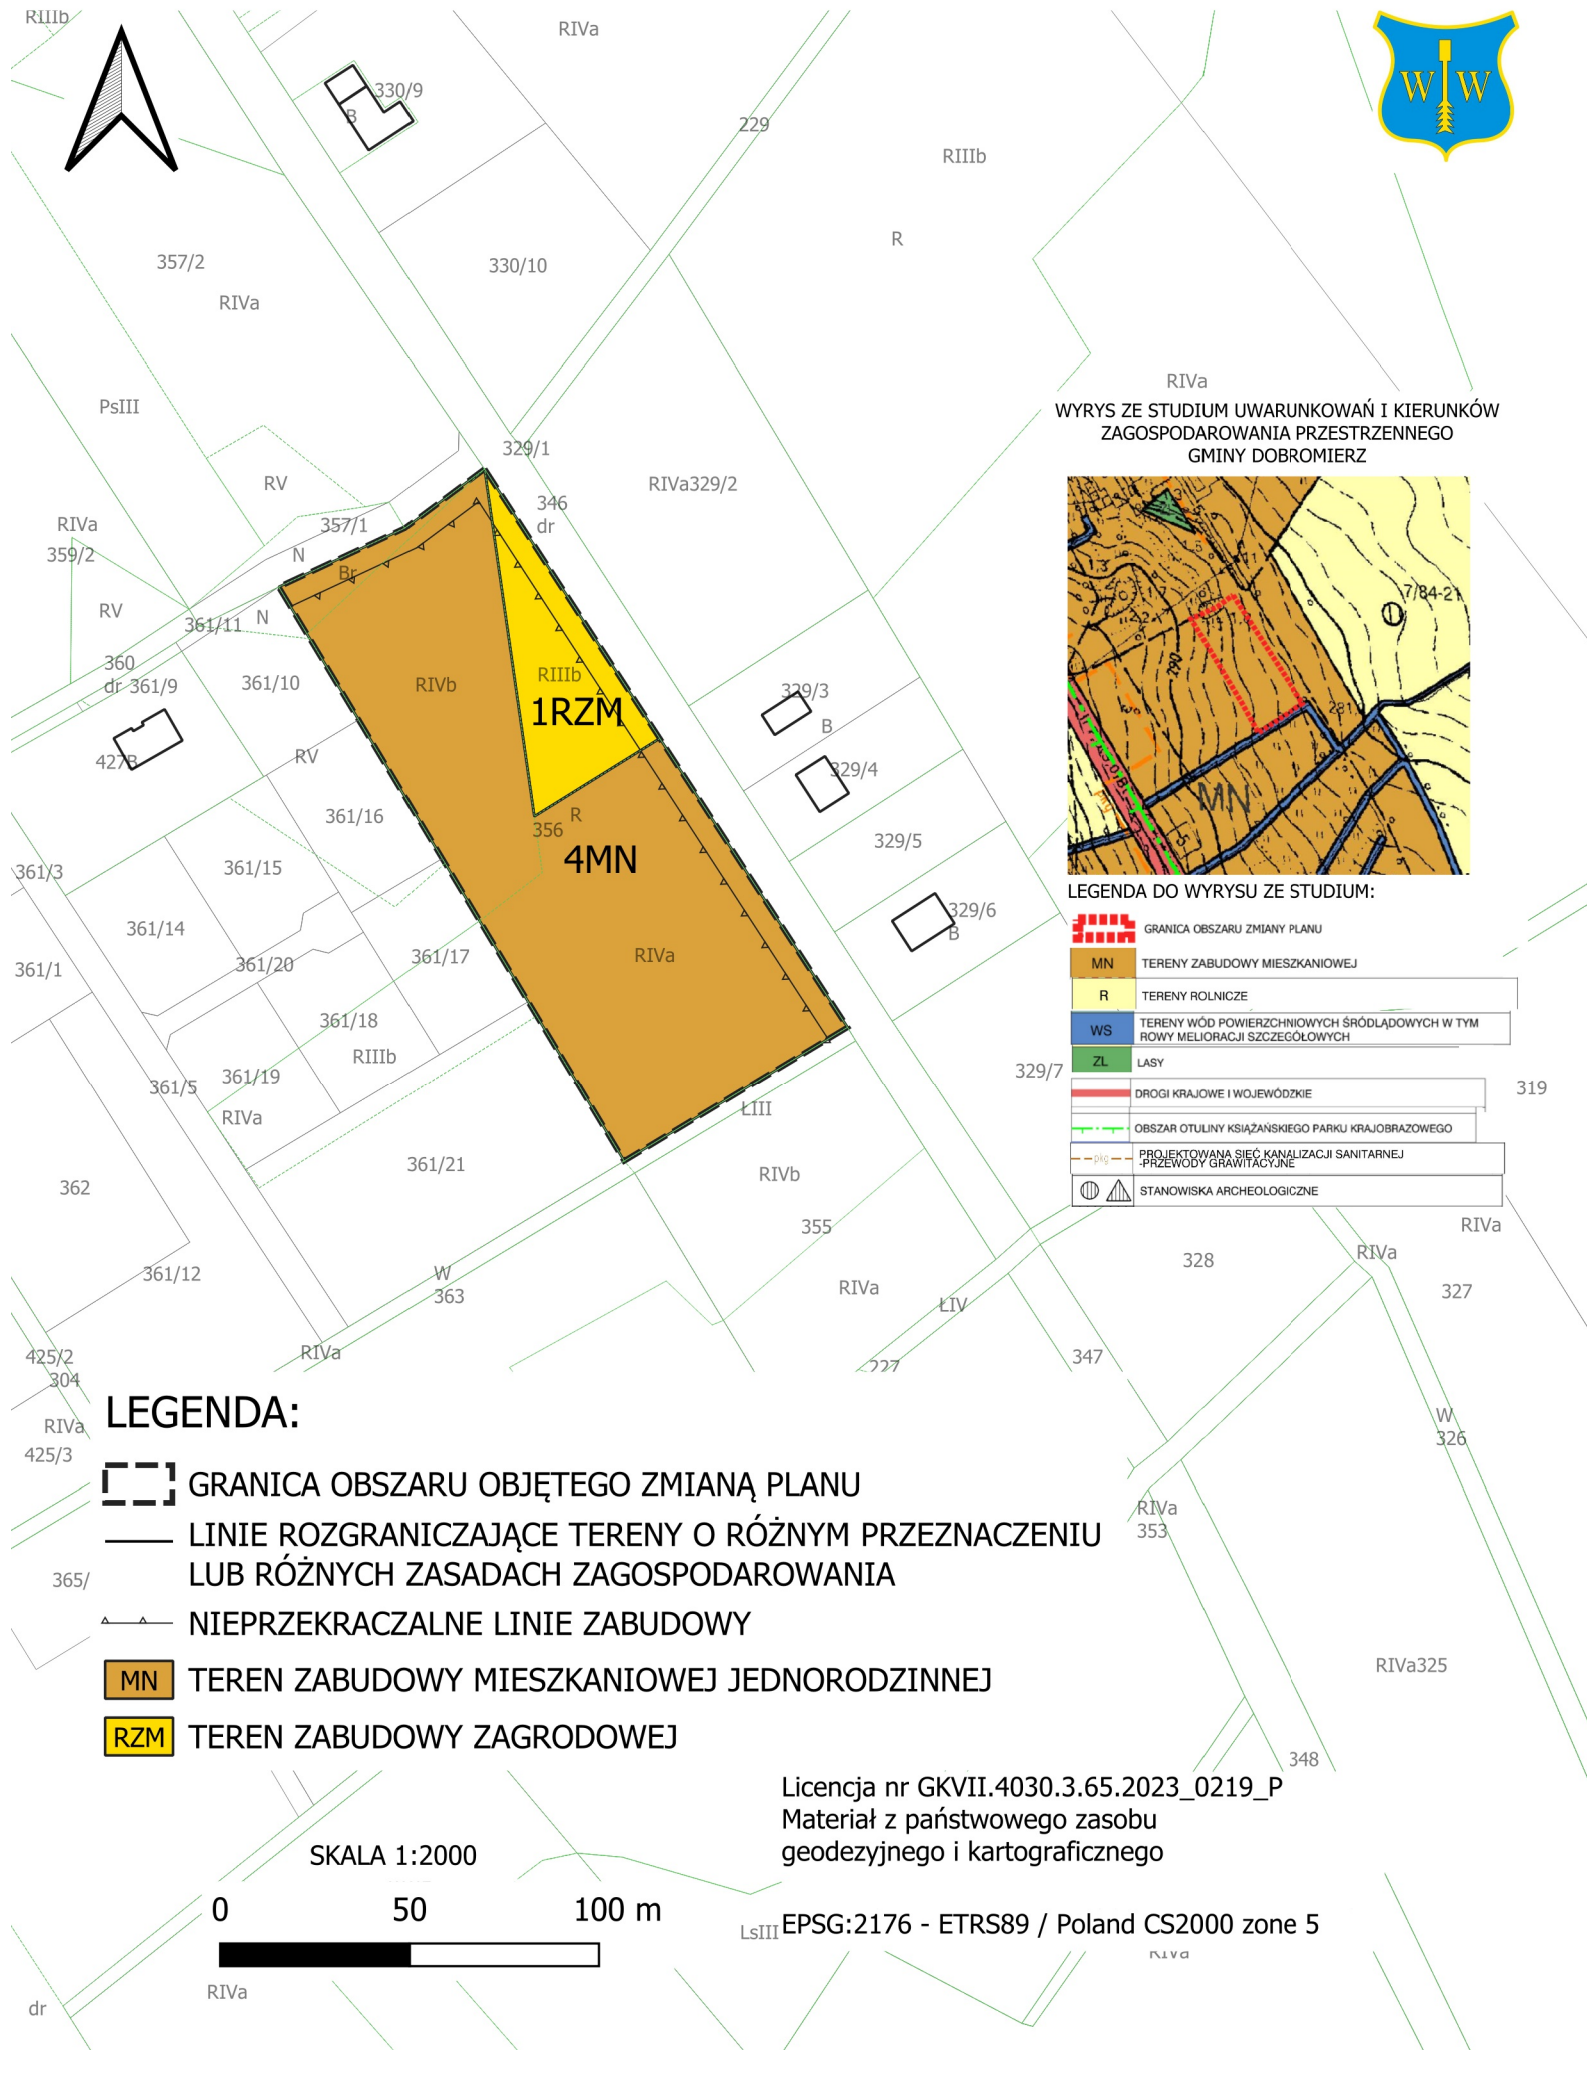 RIIIb
RIVa
330/9
B
229
RIIIb
W W
R
357/2
330/10
RIVa
PsIII
RIVa
WYRYS ZE STUDIUM UWARUNKOWAŃ I KIERUNKÓW
ZAGOSPODAROWANIA PRZESTRZENNEGO
GMINY DOBROMIERZ
329/1
RV
RIVa329/2
346
dr
357/1
RIVa
359/2
N
Br
RV
361/11
N
7/84-21
290
360
dr 361/9
361/10
RIVb
RIIIb
1RZM
329/3
B
281
427B
RV
329/4
MN
pkg
361/16
356
R
4MN
329/5
361/3
361/15
LEGENDA DO WYRYSU ZE STUDIUM:
329/6
B
GRANICA OBSZARU ZMIANY PLANU
361/14
361/1
361/20
361/17
RIVa
MN TERENY ZABUDOWY MIESZKANIOWEJ
R TERENY ROLNICZE
361/18
WS TERENY WÓD POWIERZCHNIOWYCH ŚRÓDLĄDOWYCH W TYM
ROWY MELIORACJI SZCZEGÓŁOWYCH
RIIIb
ZL LASY
361/5
361/19
329/7
319
DROGI KRAJOWE I WOJEWÓDZKIE
RIVa
ŁIII
OBSZAR OTULINY KSIĄŻAŃSKIEGO PARKU KRAJOBRAZOWEGO
361/21
pkg PROJEKTOWANA SIEĆ KANALIZACJI SANITARNEJ
-PRZEWODY GRAWITACYJNE
RIVb
362
STANOWISKA ARCHEOLOGICZNE
355
RIVa
361/12
W
363
328
RIVa
RIVa
327
ŁIV
425/2
304
RIVa
227
347
LEGENDA:
RIVa
425/3
W
326
GRANICA OBSZARU OBJĘTEGO ZMIANĄ PLANU
RIVa
353
LINIE ROZGRANICZAJĄCE TERENY O RÓŻNYM PRZEZNACZENIU
LUB RÓŻNYCH ZASADACH ZAGOSPODAROWANIA
365/
NIEPRZEKRACZALNE LINIE ZABUDOWY
RIVa325
MN TEREN ZABUDOWY MIESZKANIOWEJ JEDNORODZINNEJ
RZM TEREN ZABUDOWY ZAGRODOWEJ
348
Licencja nr GKVII.4030.3.65.2023_0219_P
Materiał z państwowego zasobu
geodezyjnego i kartograficznego
SKALA 1:2000
0 50 100 m
LsIII
EPSG:2176 - ETRS89 / Poland CS2000 zone 5
RIVa
RIVa
dr